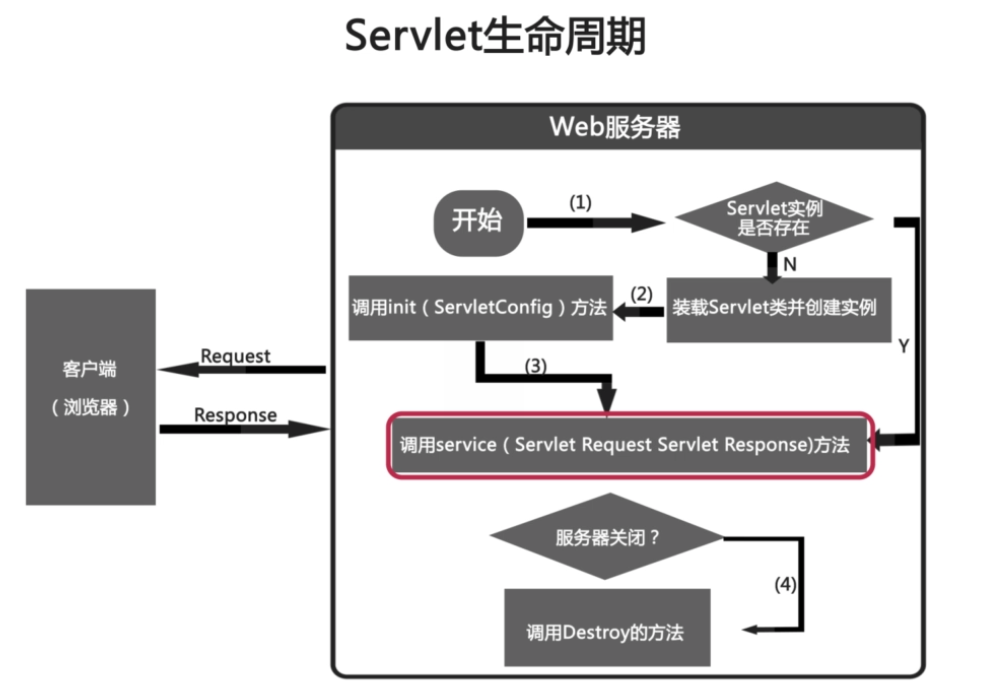 Servlet生命周期
Web服务器
开始
(1)
Servlet实例
是否存在
N
调用init（ServletConfig）方法
(2)
装载Servlet类并创建实例
Y
(3)
Request
客户端
（浏览器）
Response
调用service（Servlet Request Servlet Response)方法
服务器关闭？
(4)
调用Destroy的方法